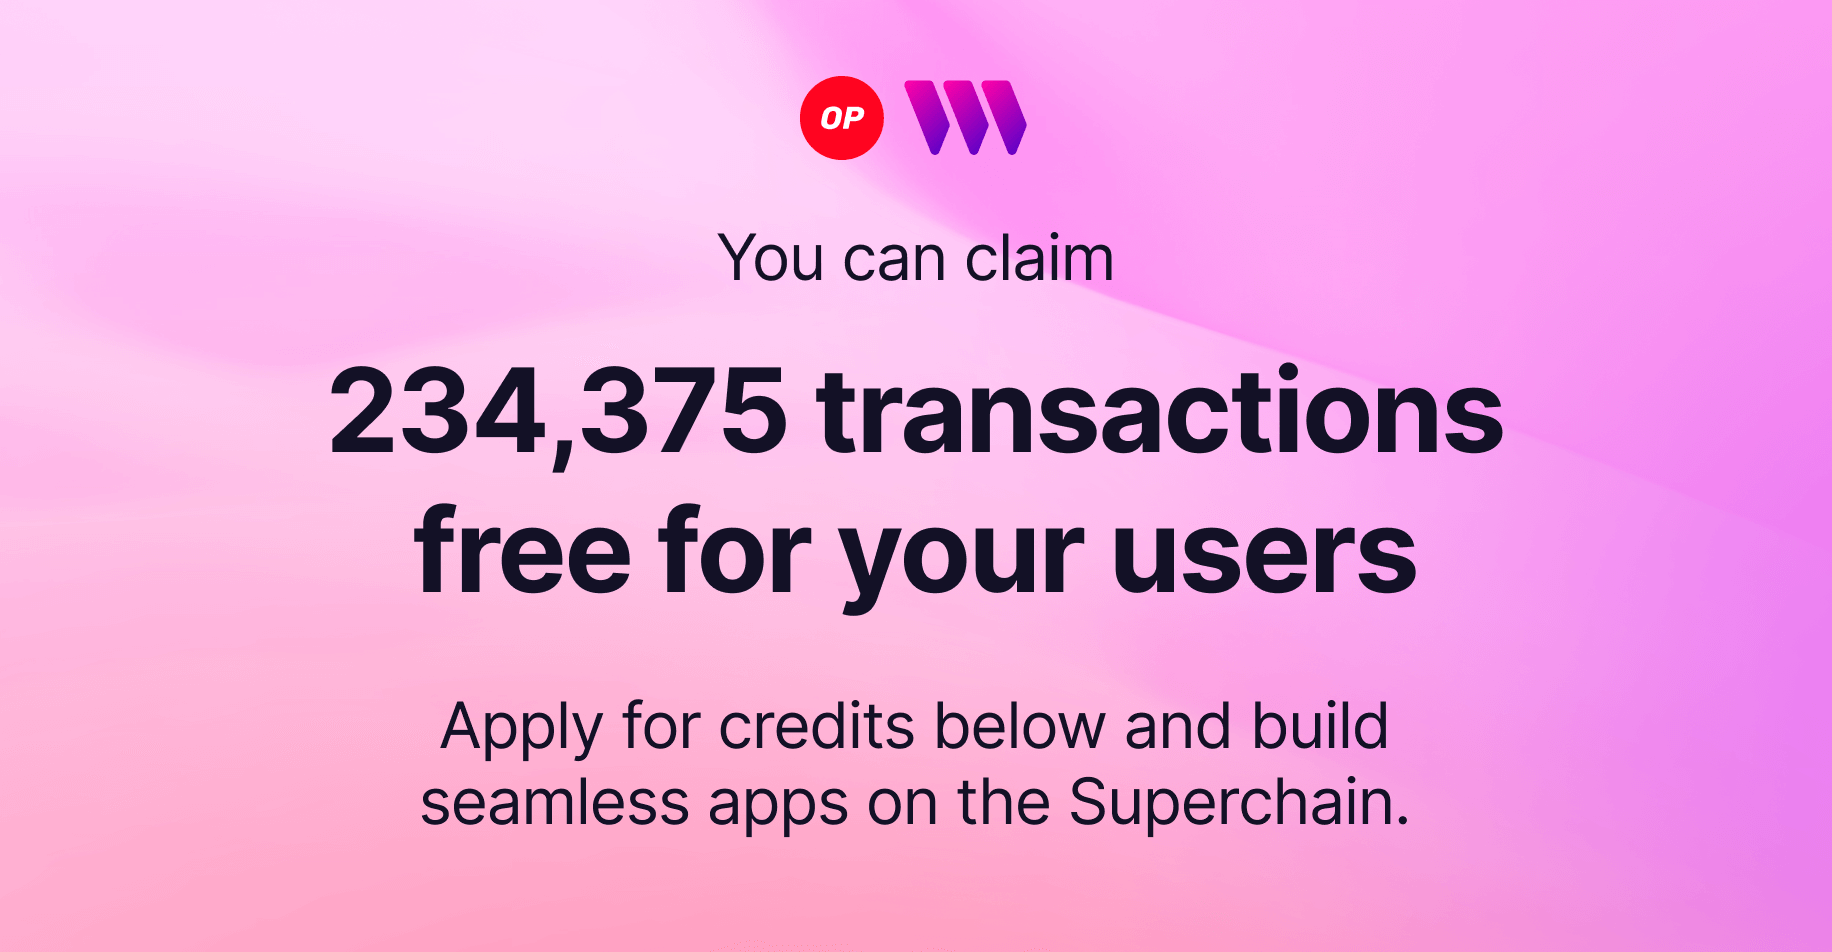 OP
You can claim
234,375 transactions
free for your users
Apply for credits below and build
seamless apps on the Superchain.